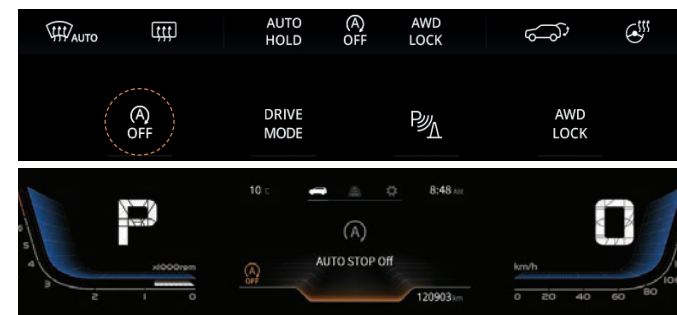 AUTO
AUTO HOLD
A OFF
AWD LOCK
A OFF
DRIVE MODE
P
AWD LOCK
10 °C
8:48 AM
P
A
0
AUTO STOP Off
A OFF
x1000rpm
km/h
120903 km
6
5
4
3
2
1
0
0
20
40
60
80
100